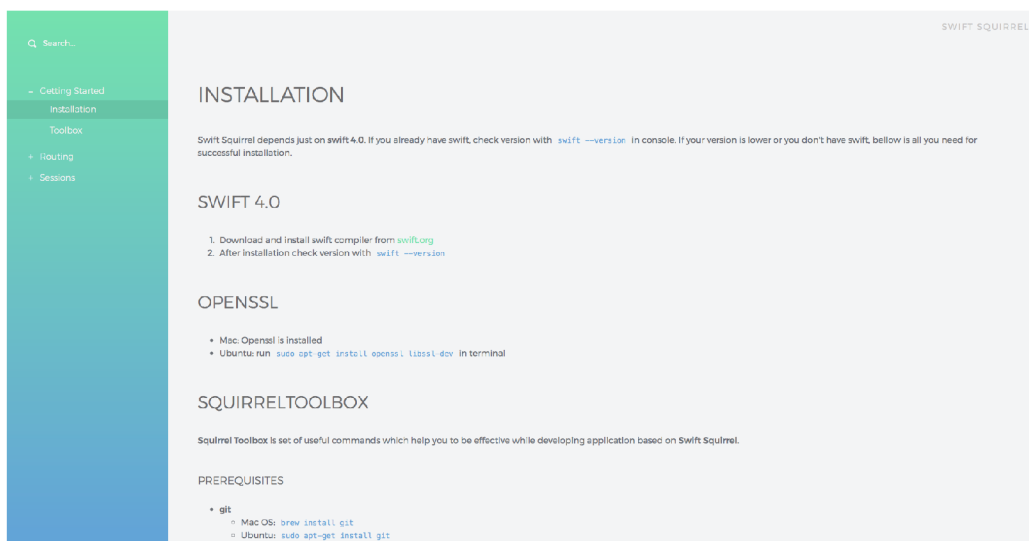 SWIFT SQUIRREL
Search...
– Getting Started
Installation
Toolbox
+ Routing
+ Sessions
INSTALLATION
Swift Squirrel depends just on swift 4.0. If you already have swift, check version with swift --version in console. If your version is lower or you don't have swift, bellow is all you need for
successful installation.
SWIFT 4.0
1. Download and install swift compiler from swift.org
2. After installation check version with swift --version
OPENSSL
• Mac: Openssl is installed
• Ubuntu: run sudo apt-get install openssl libssl-dev in terminal
SQUIRRELTOOLBOX
Squirrel Toolbox is set of useful commands which help you to be effective while developing application based on Swift Squirrel.
PREREQUISITES
• git
◦ Mac OS: brew install git
◦ Ubuntu: sudo apt-get install git